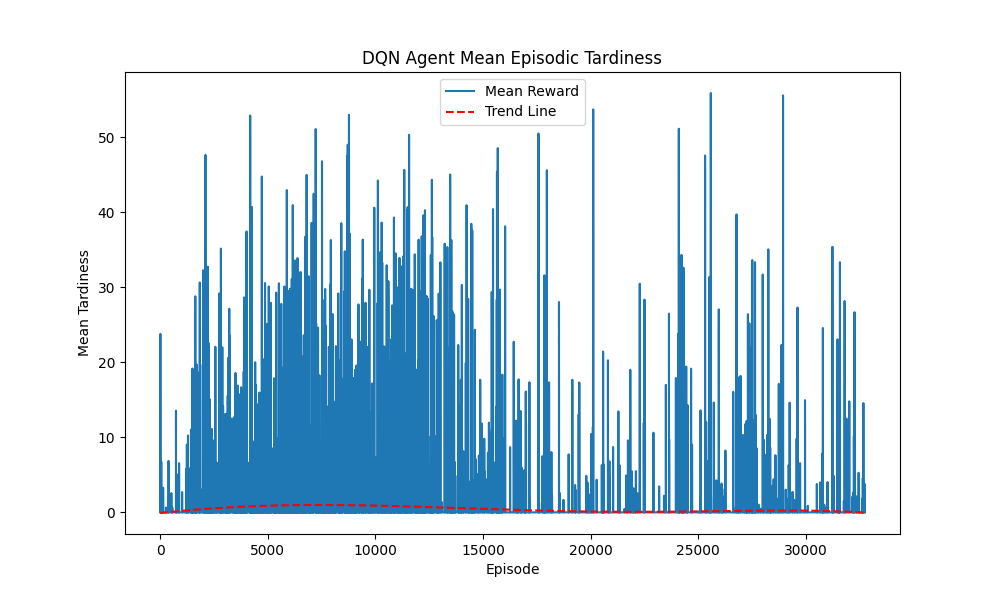 DQN Agent Mean Episodic Tardiness
Mean Reward
Trend Line
50
40
30
20
10
0
Mean Tardiness
0 5000 10000 15000 20000 25000 30000
Episode